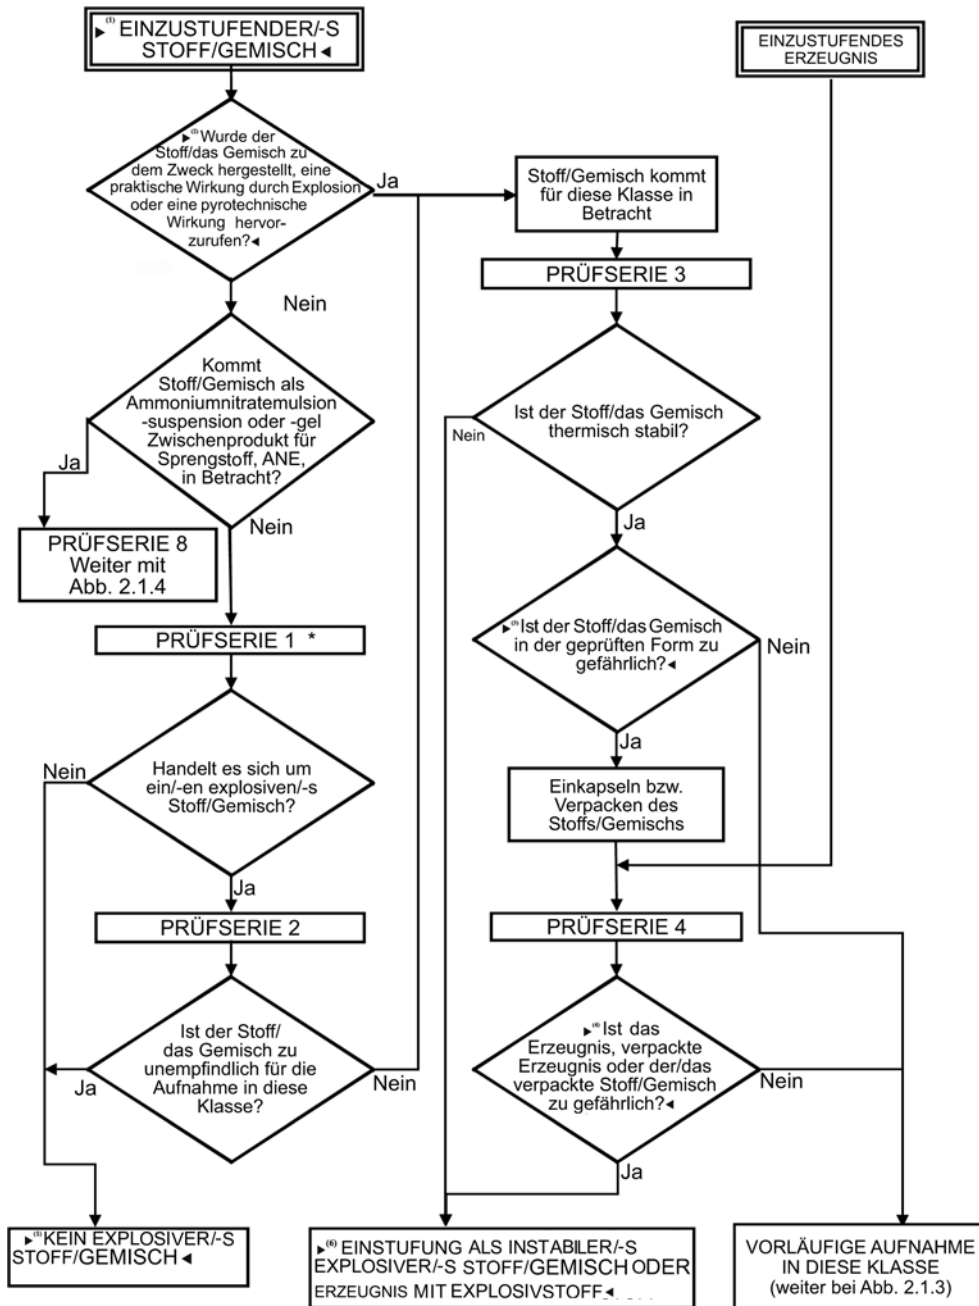 ▶⁽¹⁾ EINZUSTUFENDER/-S
STOFF/GEMISCH◄
EINZUSTUFENDES
ERZEUGNIS
▶⁽²⁾ Wurde der
Stoff/das Gemisch zu
dem Zweck hergestellt, eine
praktische Wirkung durch Explosion
oder eine pyrotechnische
Wirkung hervor-
zurufen?◄
Ja
Nein
Stoff/Gemisch kommt
für diese Klasse in
Betracht
PRÜFSERIE 3
Kommt
Stoff/Gemisch als
Ammoniumnitratemulsion
-suspension oder -gel
Zwischenprodukt für
Sprengstoff, ANE,
in Betracht?
Ja
Nein
Ist der Stoff/das Gemisch
thermisch stabil?
Nein
Ja
PRÜFSERIE 8
Weiter mit
Abb. 2.1.4
PRÜFSERIE 1 *
▶⁽³⁾ Ist der Stoff/das Gemisch
in der geprüften Form zu
gefährlich?◄
Nein
Ja
Handelt es sich um
ein/-en explosiven/-s
Stoff/Gemisch?
Nein
Ja
Einkapseln bzw.
Verpacken des
Stoffs/Gemischs
PRÜFSERIE 2
PRÜFSERIE 4
Ist der Stoff/
das Gemisch zu
unempfindlich für die
Aufnahme in diese
Klasse?
Ja
Nein
▶⁽⁴⁾ Ist das
Erzeugnis, verpackte
Erzeugnis oder der/das
verpackte Stoff/Gemisch
zu gefährlich?◄
Nein
Ja
▶⁽⁵⁾ KEIN EXPLOSIVER/-S
STOFF/GEMISCH◄
▶⁽⁶⁾ EINSTUFUNG ALS INSTABILER/-S
EXPLOSIVER/-S STOFF/GEMISCH ODER
ERZEUGNIS MIT EXPLOSIVSTOFF◄
VORLÄUFIGE AUFNAHME
IN DIESE KLASSE
(weiter bei Abb. 2.1.3)